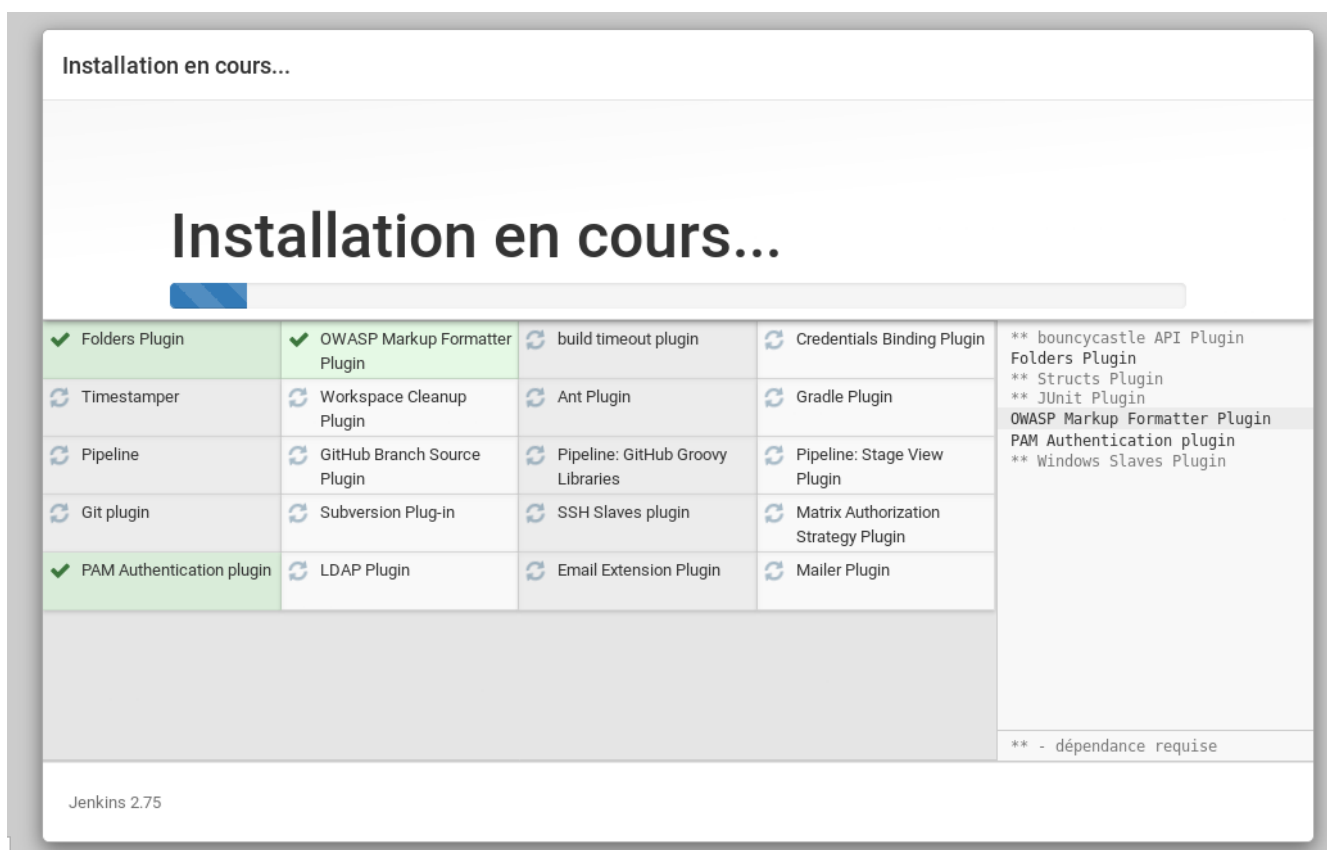 Installation en cours...
Installation en cours...
Folders Plugin
OWASP Markup Formatter
Plugin
build timeout plugin
Credentials Binding Plugin
Timestamper
Workspace Cleanup
Plugin
Ant Plugin
Gradle Plugin
Pipeline
GitHub Branch Source
Plugin
Pipeline: GitHub Groovy
Libraries
Pipeline: Stage View
Plugin
Git plugin
Subversion Plug-in
SSH Slaves plugin
Matrix Authorization
Strategy Plugin
PAM Authentication plugin
LDAP Plugin
Email Extension Plugin
Mailer Plugin
** bouncycastle API Plugin
Folders Plugin
** Structs Plugin
** JUnit Plugin
OWASP Markup Formatter Plugin
PAM Authentication plugin
** Windows Slaves Plugin
** - dépendance requise
Jenkins 2.75